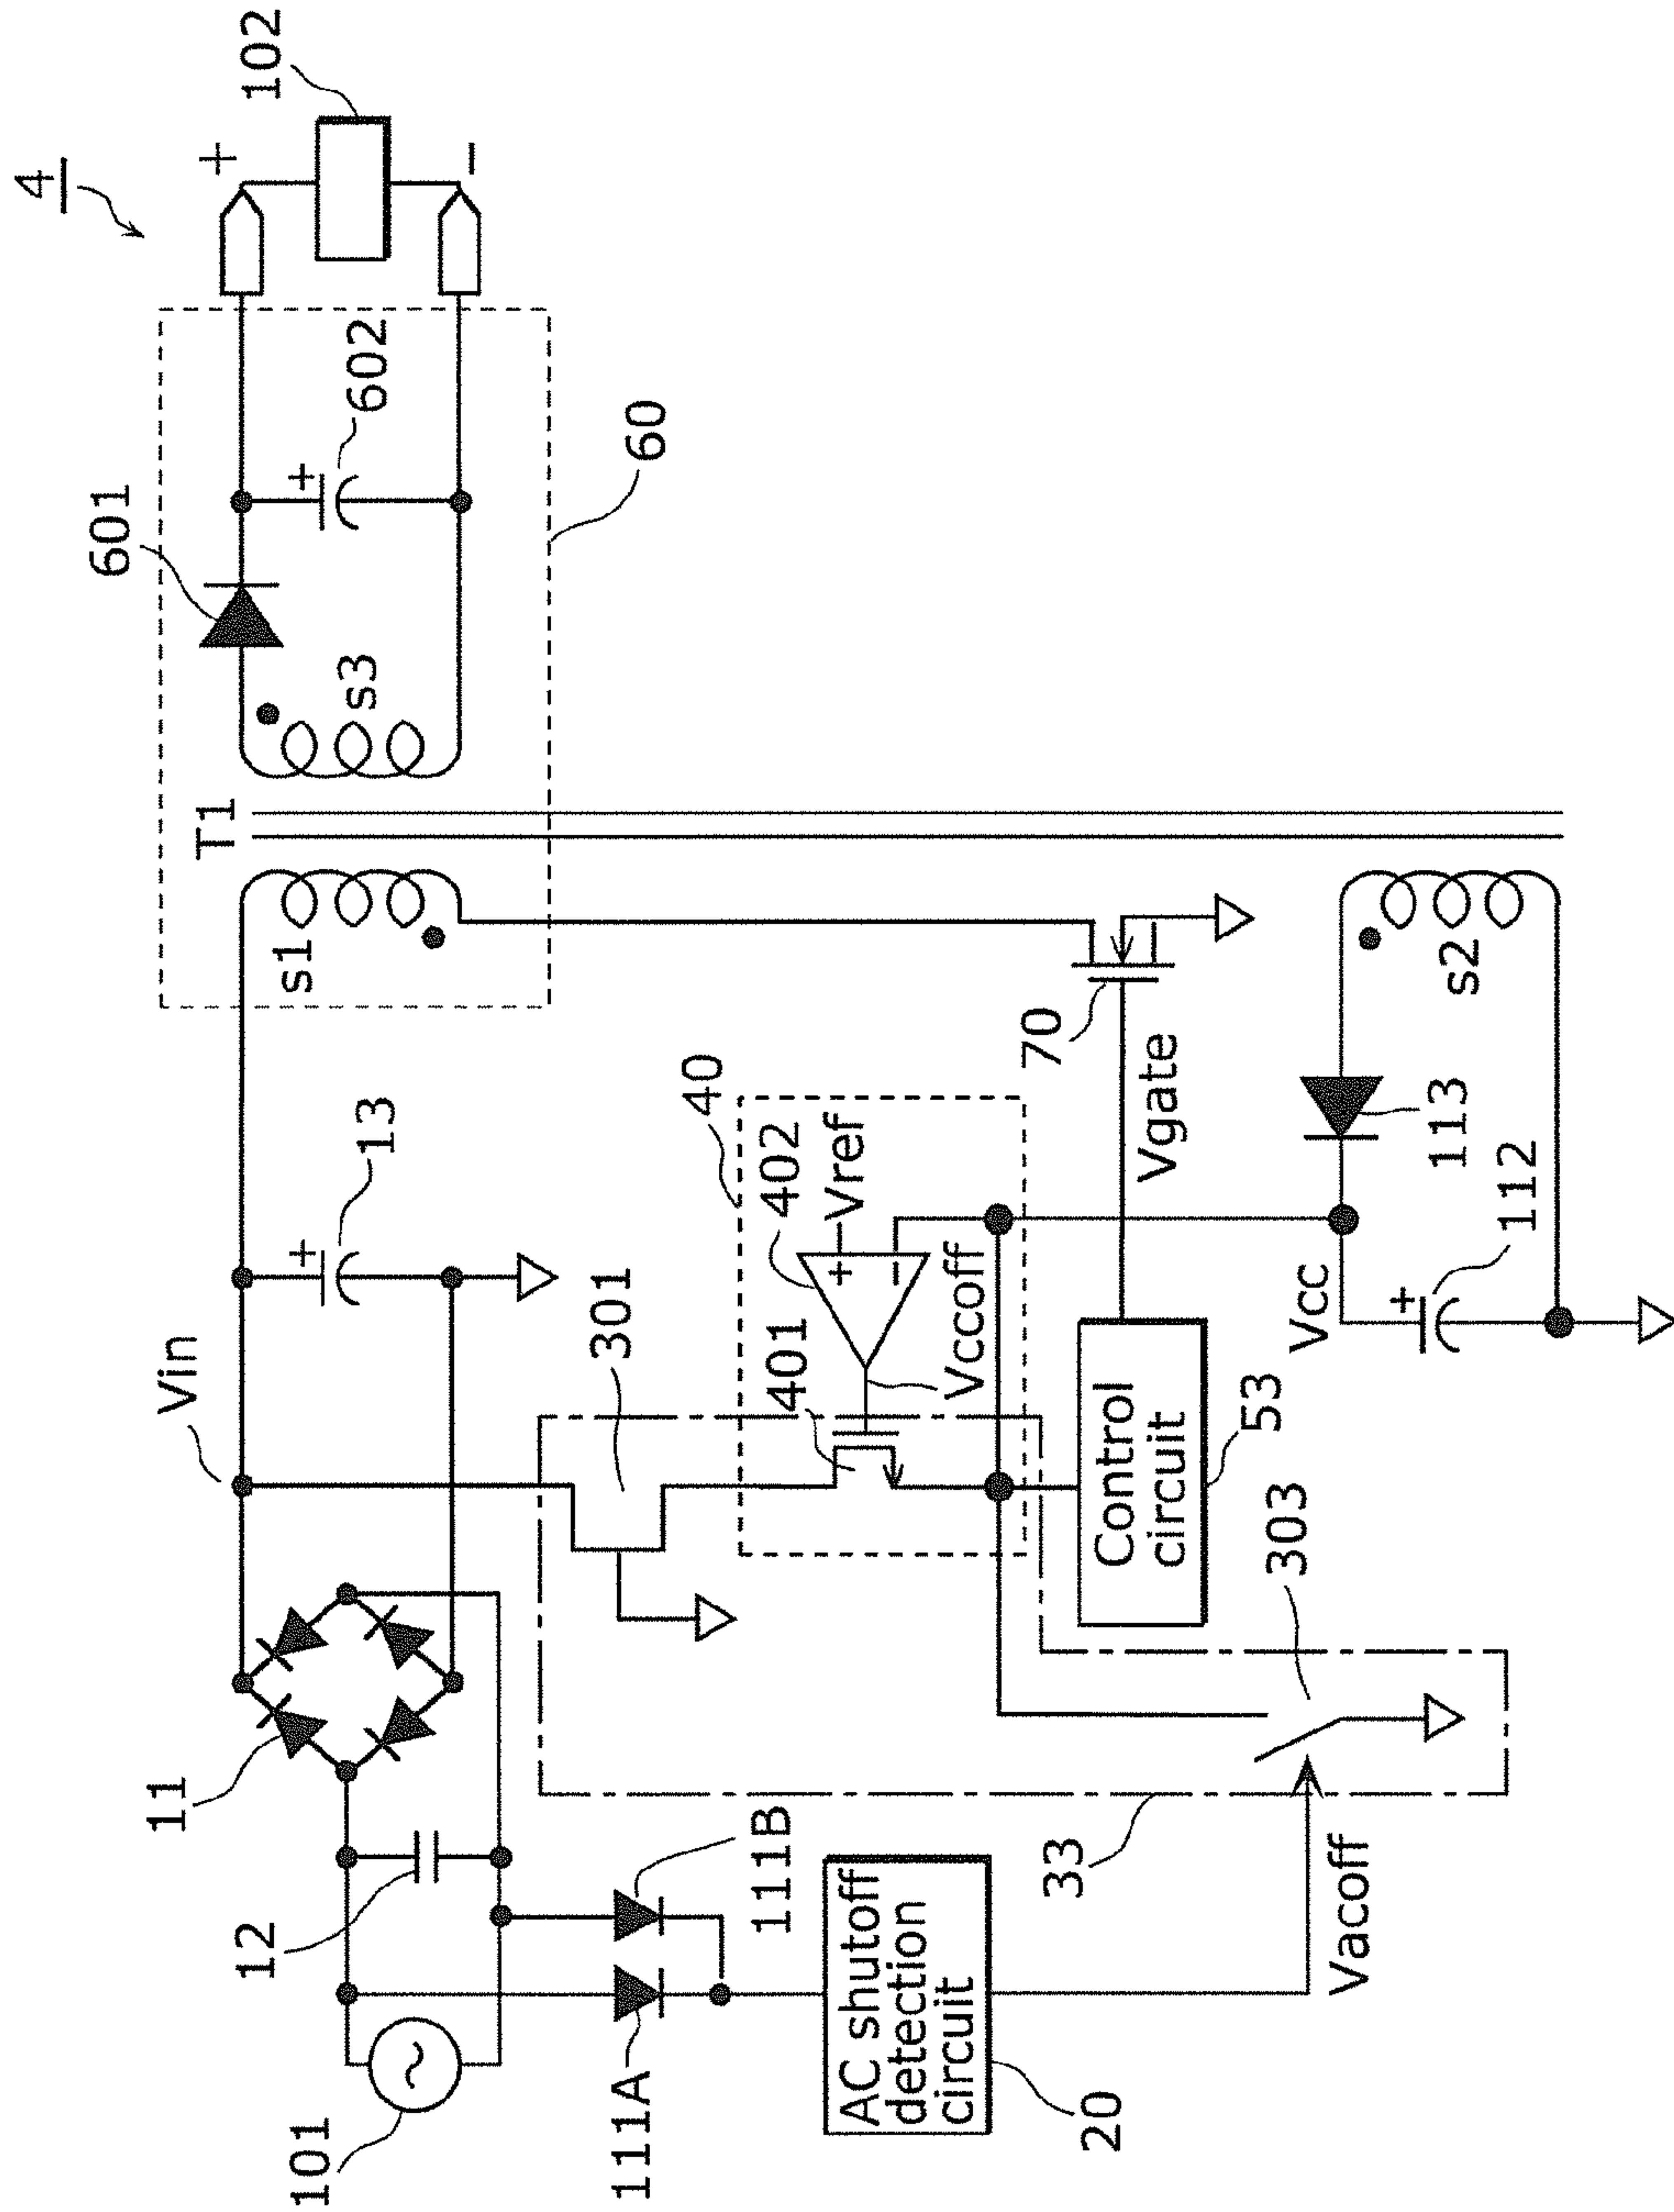 4
102
+
−
601
602
60
T1
s3
s1
Vin
13
11
12
101
111A
111B
301
40
402
401
+
Vref
−
Vccoff
70
Vgate
Control
circuit
53
303
33
AC shutoff
detection
circuit
20
Vacoff
s2
113
Vcc
+
112
+
+
~